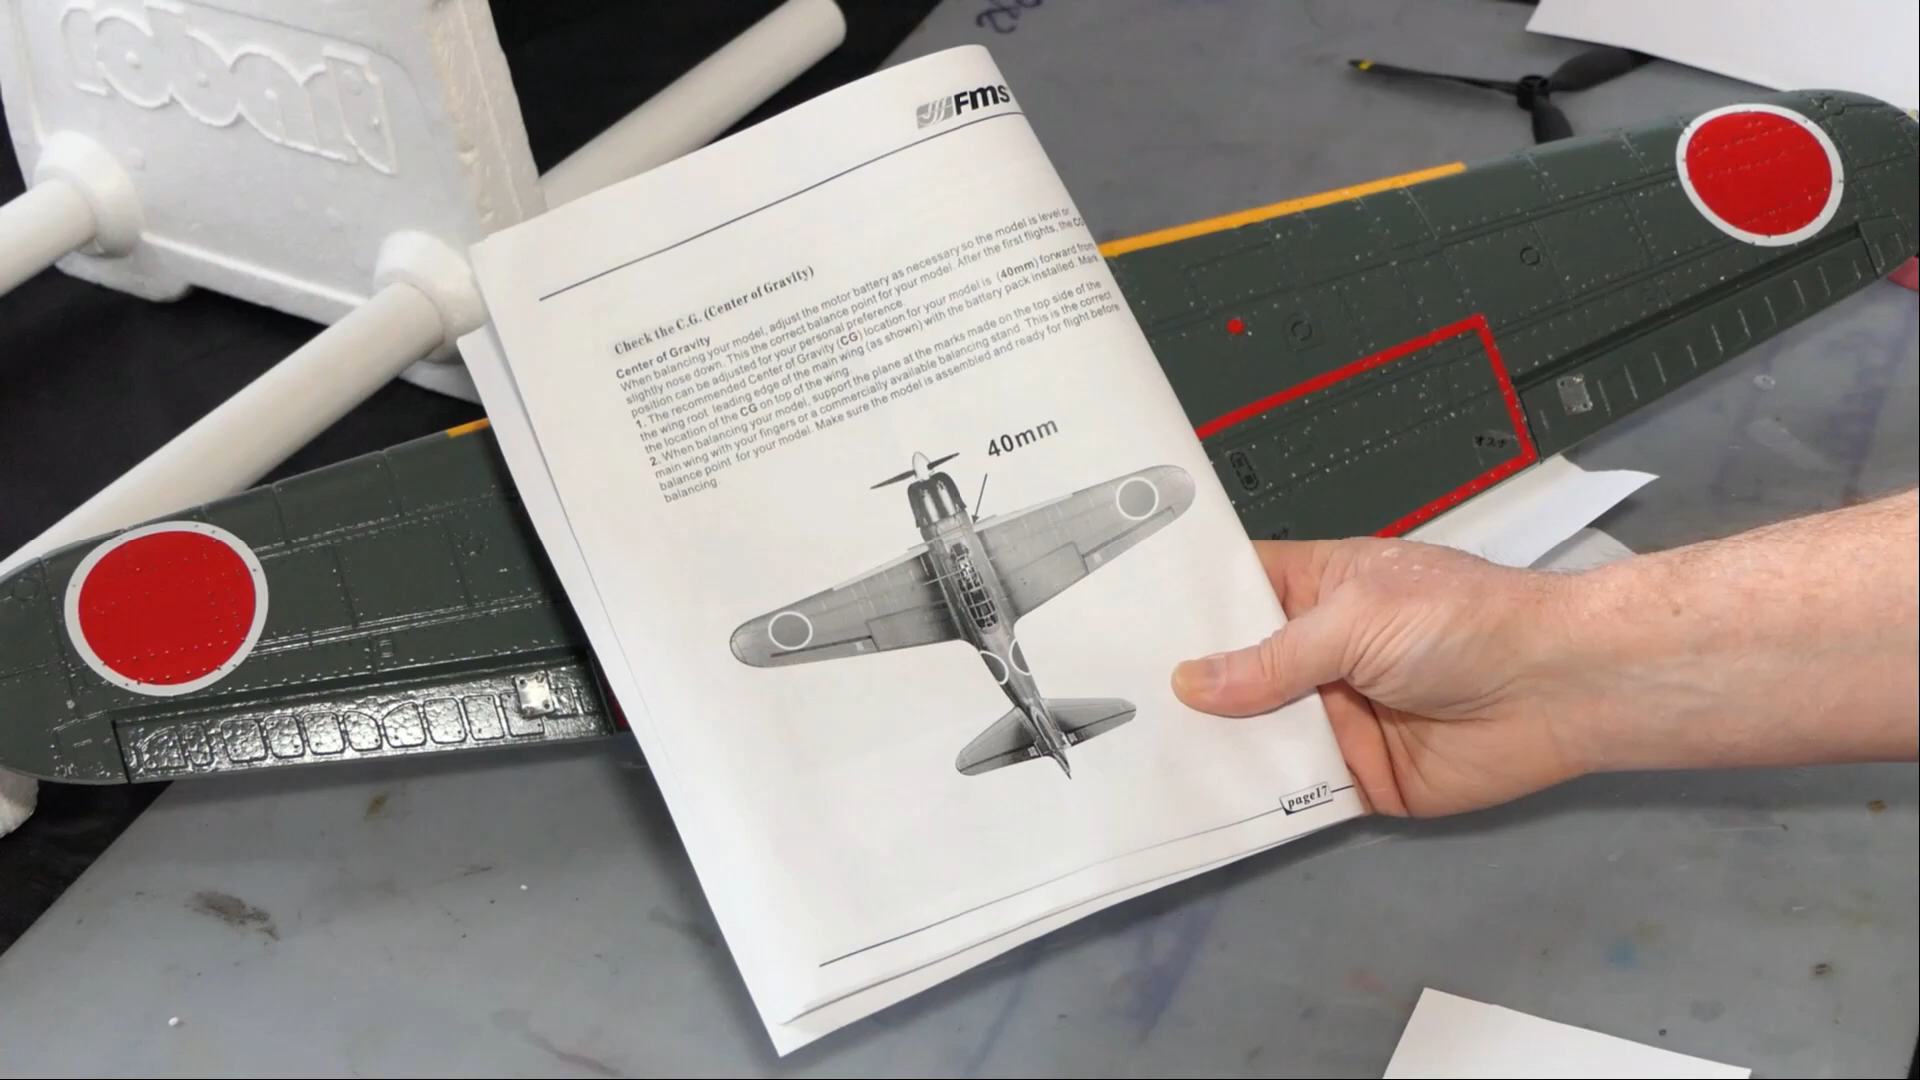 Fms
Check the C.G. (Center of Gravity)
Center of Gravity
When balancing your model, adjust the motor battery as necessary so the model is level or
slightly nose down. This the correct balance point for your model. After the first flights, the CG
position can be adjusted for your personal preference.
1. The recommended Center of Gravity (CG) location for your model is (40mm) forward from
the wing root leading edge of the main wing (as shown) with the battery pack installed. Mark
the location of the CG on top of the wing
2. When balancing your model, support the plane at the marks made on the top side of the
main wing with your fingers or a commercially available balancing stand. This is the correct
balance point for your model. Make sure the model is assembled and ready for flight before
balancing.
40mm
page17